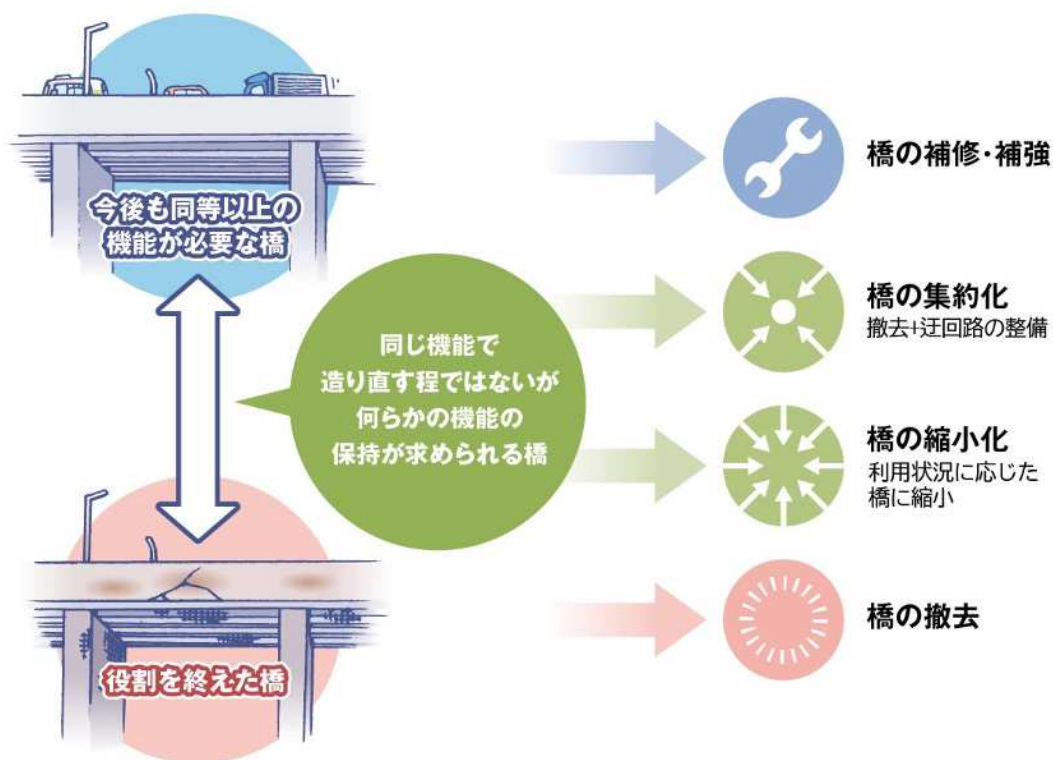 今後も同等以上の
機能が必要な橋
同じ機能で
造り直す程ではないが
何らかの機能の
保持が求められる橋
役割を終えた橋
橋の補修・補強
橋の集約化
撤去+迂回路の整備
橋の縮小化
利用状況に応じた
橋に縮小
橋の撤去